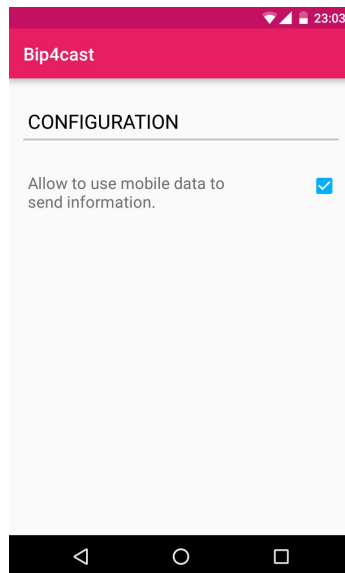 23:03
Bip4cast
CONFIGURATION
Allow to use mobile data to
send information.